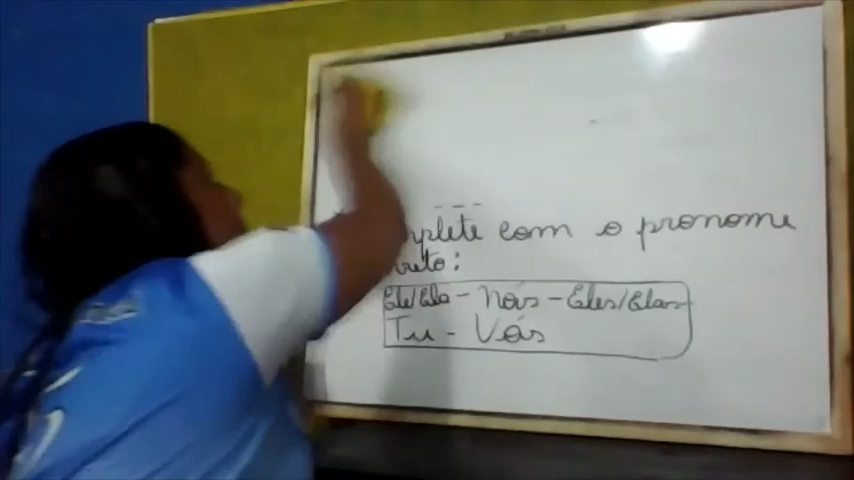 com o pronome
Ele/Ela - Nós - Eles/Elas
Tu - Vós